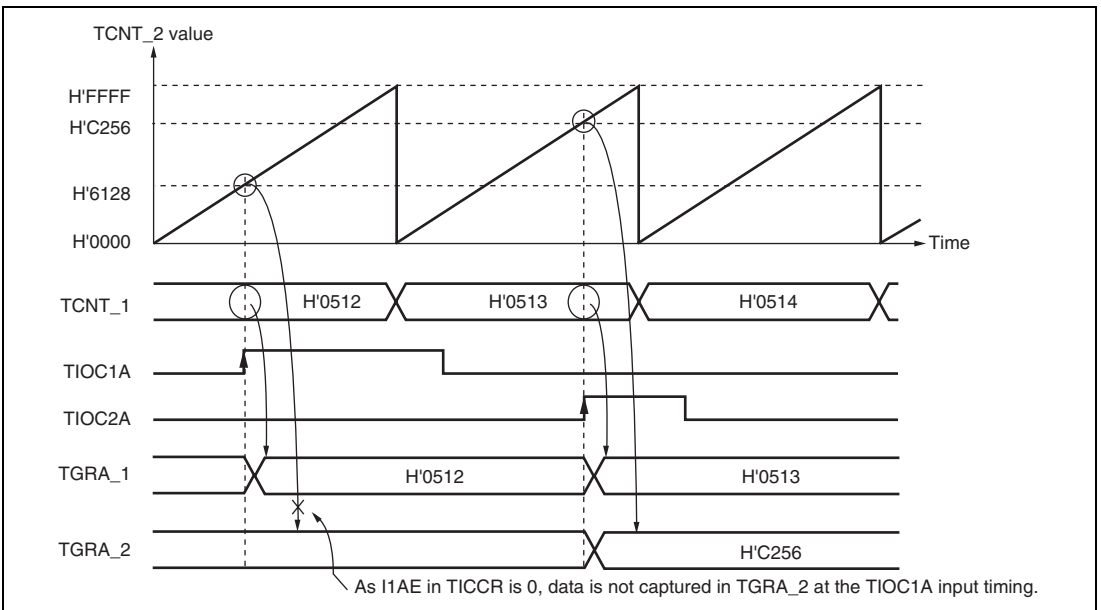 TCNT_2 value
H'FFFF
H'C256
H'6128
H'0000
Time
TCNT_1
H'0512
H'0513
H'0514
TIOC1A
TIOC2A
TGRA_1
H'0512
H'0513
TGRA_2
H'C256
As I1AE in TICCR is 0, data is not captured in TGRA_2 at the TIOC1A input timing.